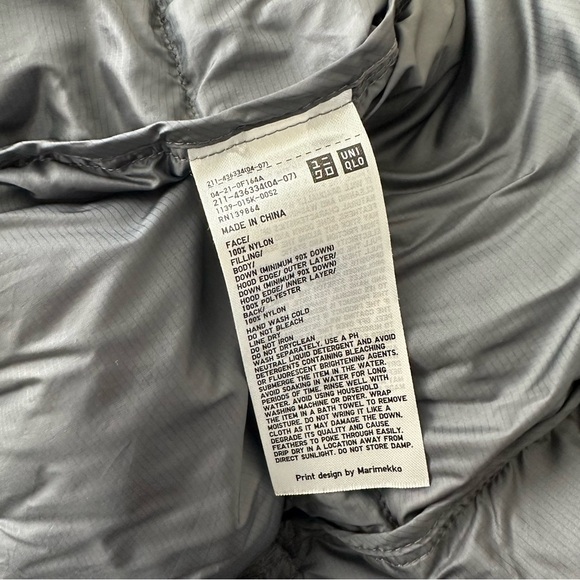 211-436334(04-07)
04-21-0F164A
211-436334(04-07)
1139-015K-0052
RN139864
MADE IN CHINA
ユニ
クロ
UNI
QLO
FACE/
100% NYLON
FILLING/
BODY/
DOWN (MINIMUM 90% DOWN)
HOOD EDGE/ OUTER LAYER/
DOWN (MINIMUM 90% DOWN)
HOOD EDGE/ INNER LAYER/
100% POLYESTER
BACK/
100% NYLON
HAND WASH COLD
DO NOT BLEACH
LINE DRY
DO NOT IRON
DO NOT DRYCLEAN
WASH SEPARATELY, USE A PH
NEUTRAL LIQUID DETERGENT AND AVOID
DETERGENTS CONTAINING BLEACHING
OR FLUORESCENT BRIGHTENING AGENTS.
SUBMERGE THE ITEM IN THE WATER.
AVOID SOAKING IN WATER FOR LONG
PERIODS OF TIME. RINSE WELL WITH
WATER. AVOID USING HOUSEHOLD
WASHING MACHINE OR DRYER. WRAP
THE ITEM IN A BATH TOWEL TO REMOVE
MOISTURE. DO NOT WRING IT LIKE A
CLOTH AS IT MAY DAMAGE THE DOWN,
DEGRADE ITS QUALITY AND CAUSE
FEATHERS TO POKE THROUGH EASILY.
DRIP DRY IN A LOCATION AWAY FROM
DIRECT SUNLIGHT. DO NOT STORE DAMP.
Print design by Marimekko